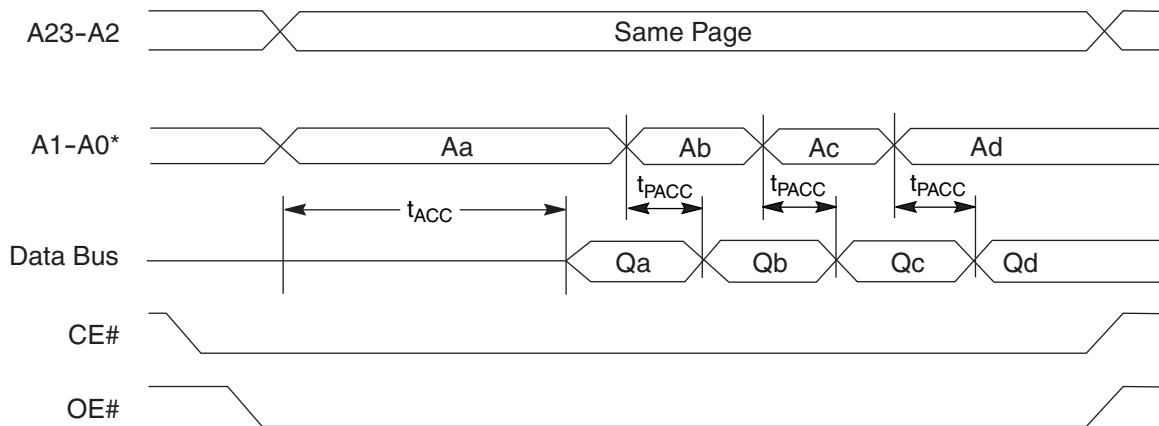 A23–A2
Same Page
A1–A0*
Aa
Ab
Ac
Ad
tACC
tPACC
tPACC
tPACC
Data Bus
Qa
Qb
Qc
Qd
CE#
OE#